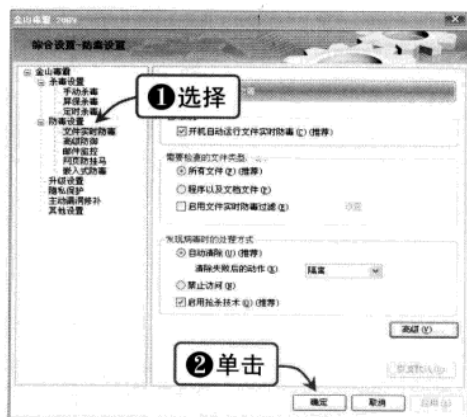 金山毒霸 2009
综合设置-防毒设置
金山毒霸
杀毒设置
手动杀毒
屏保杀毒
定时杀毒
防毒设置
文件实时防毒
高级防御
邮件监控
网页防挂马
嵌入式防毒
升级设置
隐私保护
主动漏洞修补
其他设置
❶选择
开机自动运行文件实时防毒(C)(推荐)
需要检查的文件类型
所有文件(F)(推荐)
程序以及文档文件(P)
启用文件实时防毒过滤(E)
发现病毒时的处理方式
自动清除(U)(推荐)
清除失败后的动作(K) 隔离
禁止访问(N)
启用抢杀技术(Q)(推荐)
高级(V)...
❷单击
确定 取消 应用(A)